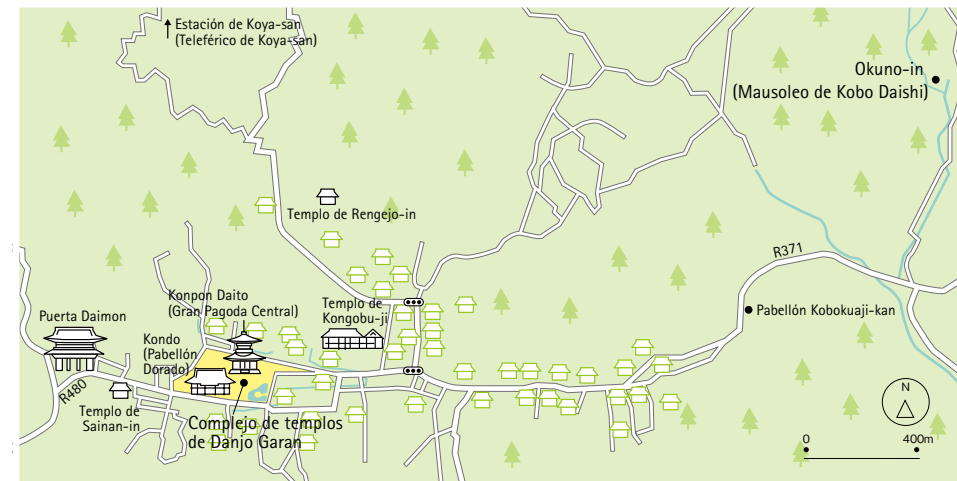 Estación de Koya-san
(Teleférico de Koya-san)
Okuno-in
(Mausoleo de Kobo Daishi)
Templo de Rengejo-in
R371
Konpon Daito
(Gran Pagoda Central)
Templo de
Kongobu-ji
Pabellón Kobokuaji-kan
Puerta Daimon
Kondo
(Pabellón
Dorado)
R480
Templo de
Sainan-in
Complejo de templos
de Danjo Garan
N
0
400m